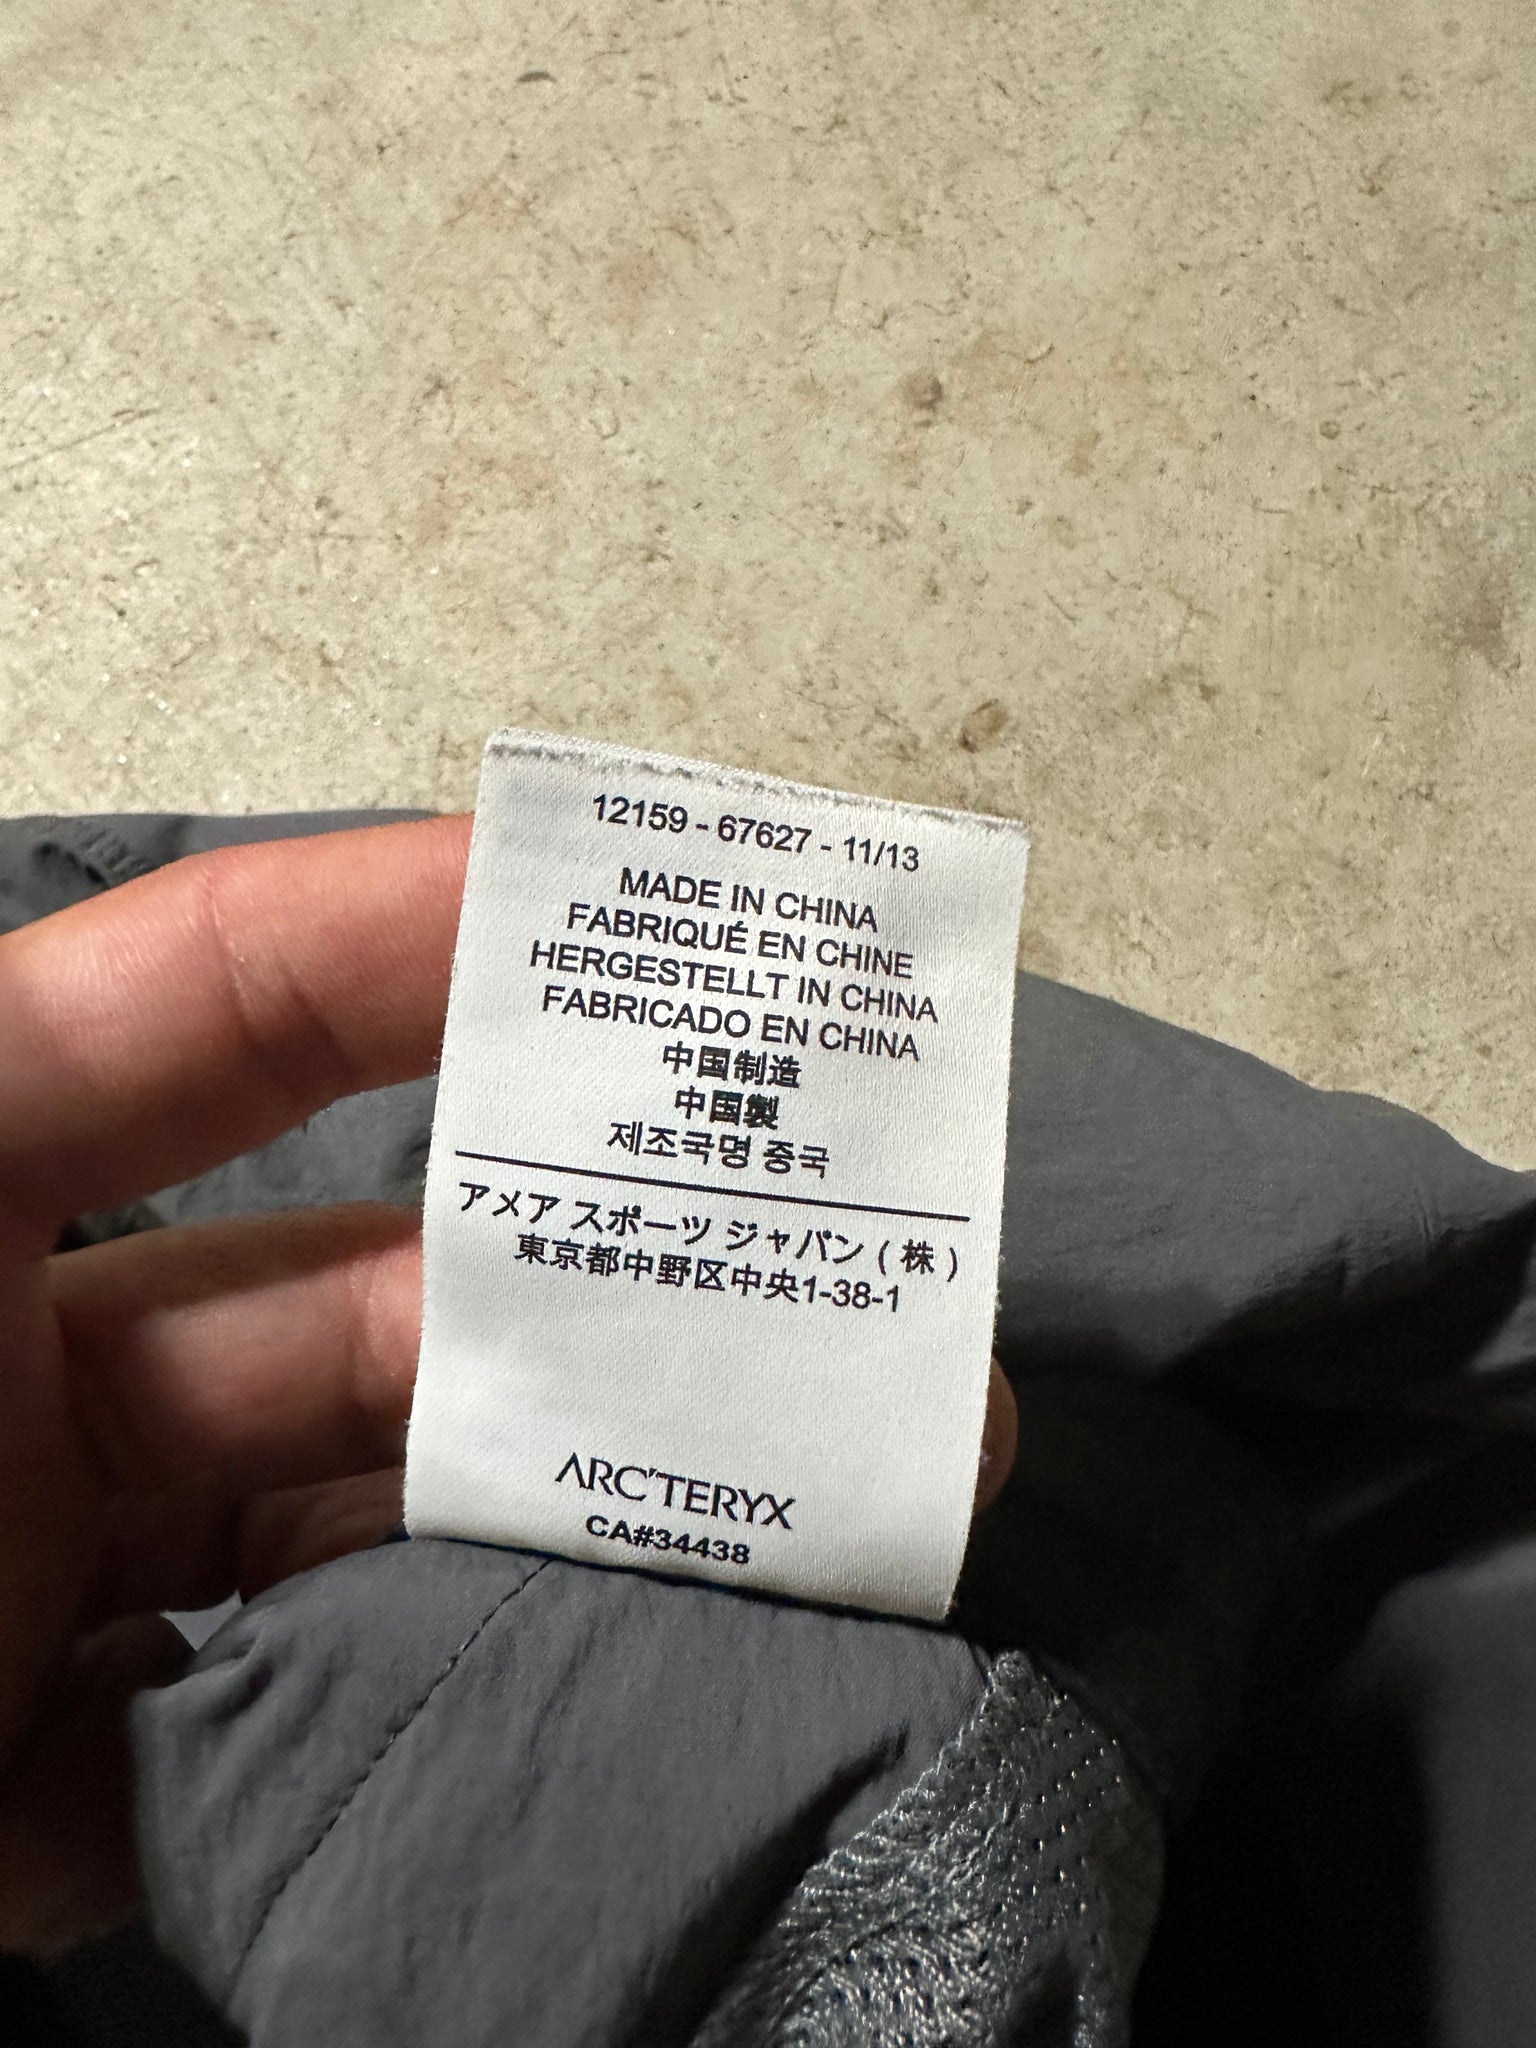 12159 - 67627 - 11/13
MADE IN CHINA
FABRIQUÉ EN CHINE
HERGESTELLT IN CHINA
FABRICADO EN CHINA
中国制造
中国製
제조국명 중국
アメア スポーツ ジャパン ( 株 )
東京都中野区中央1-38-1
ARC'TERYX
CA#34438